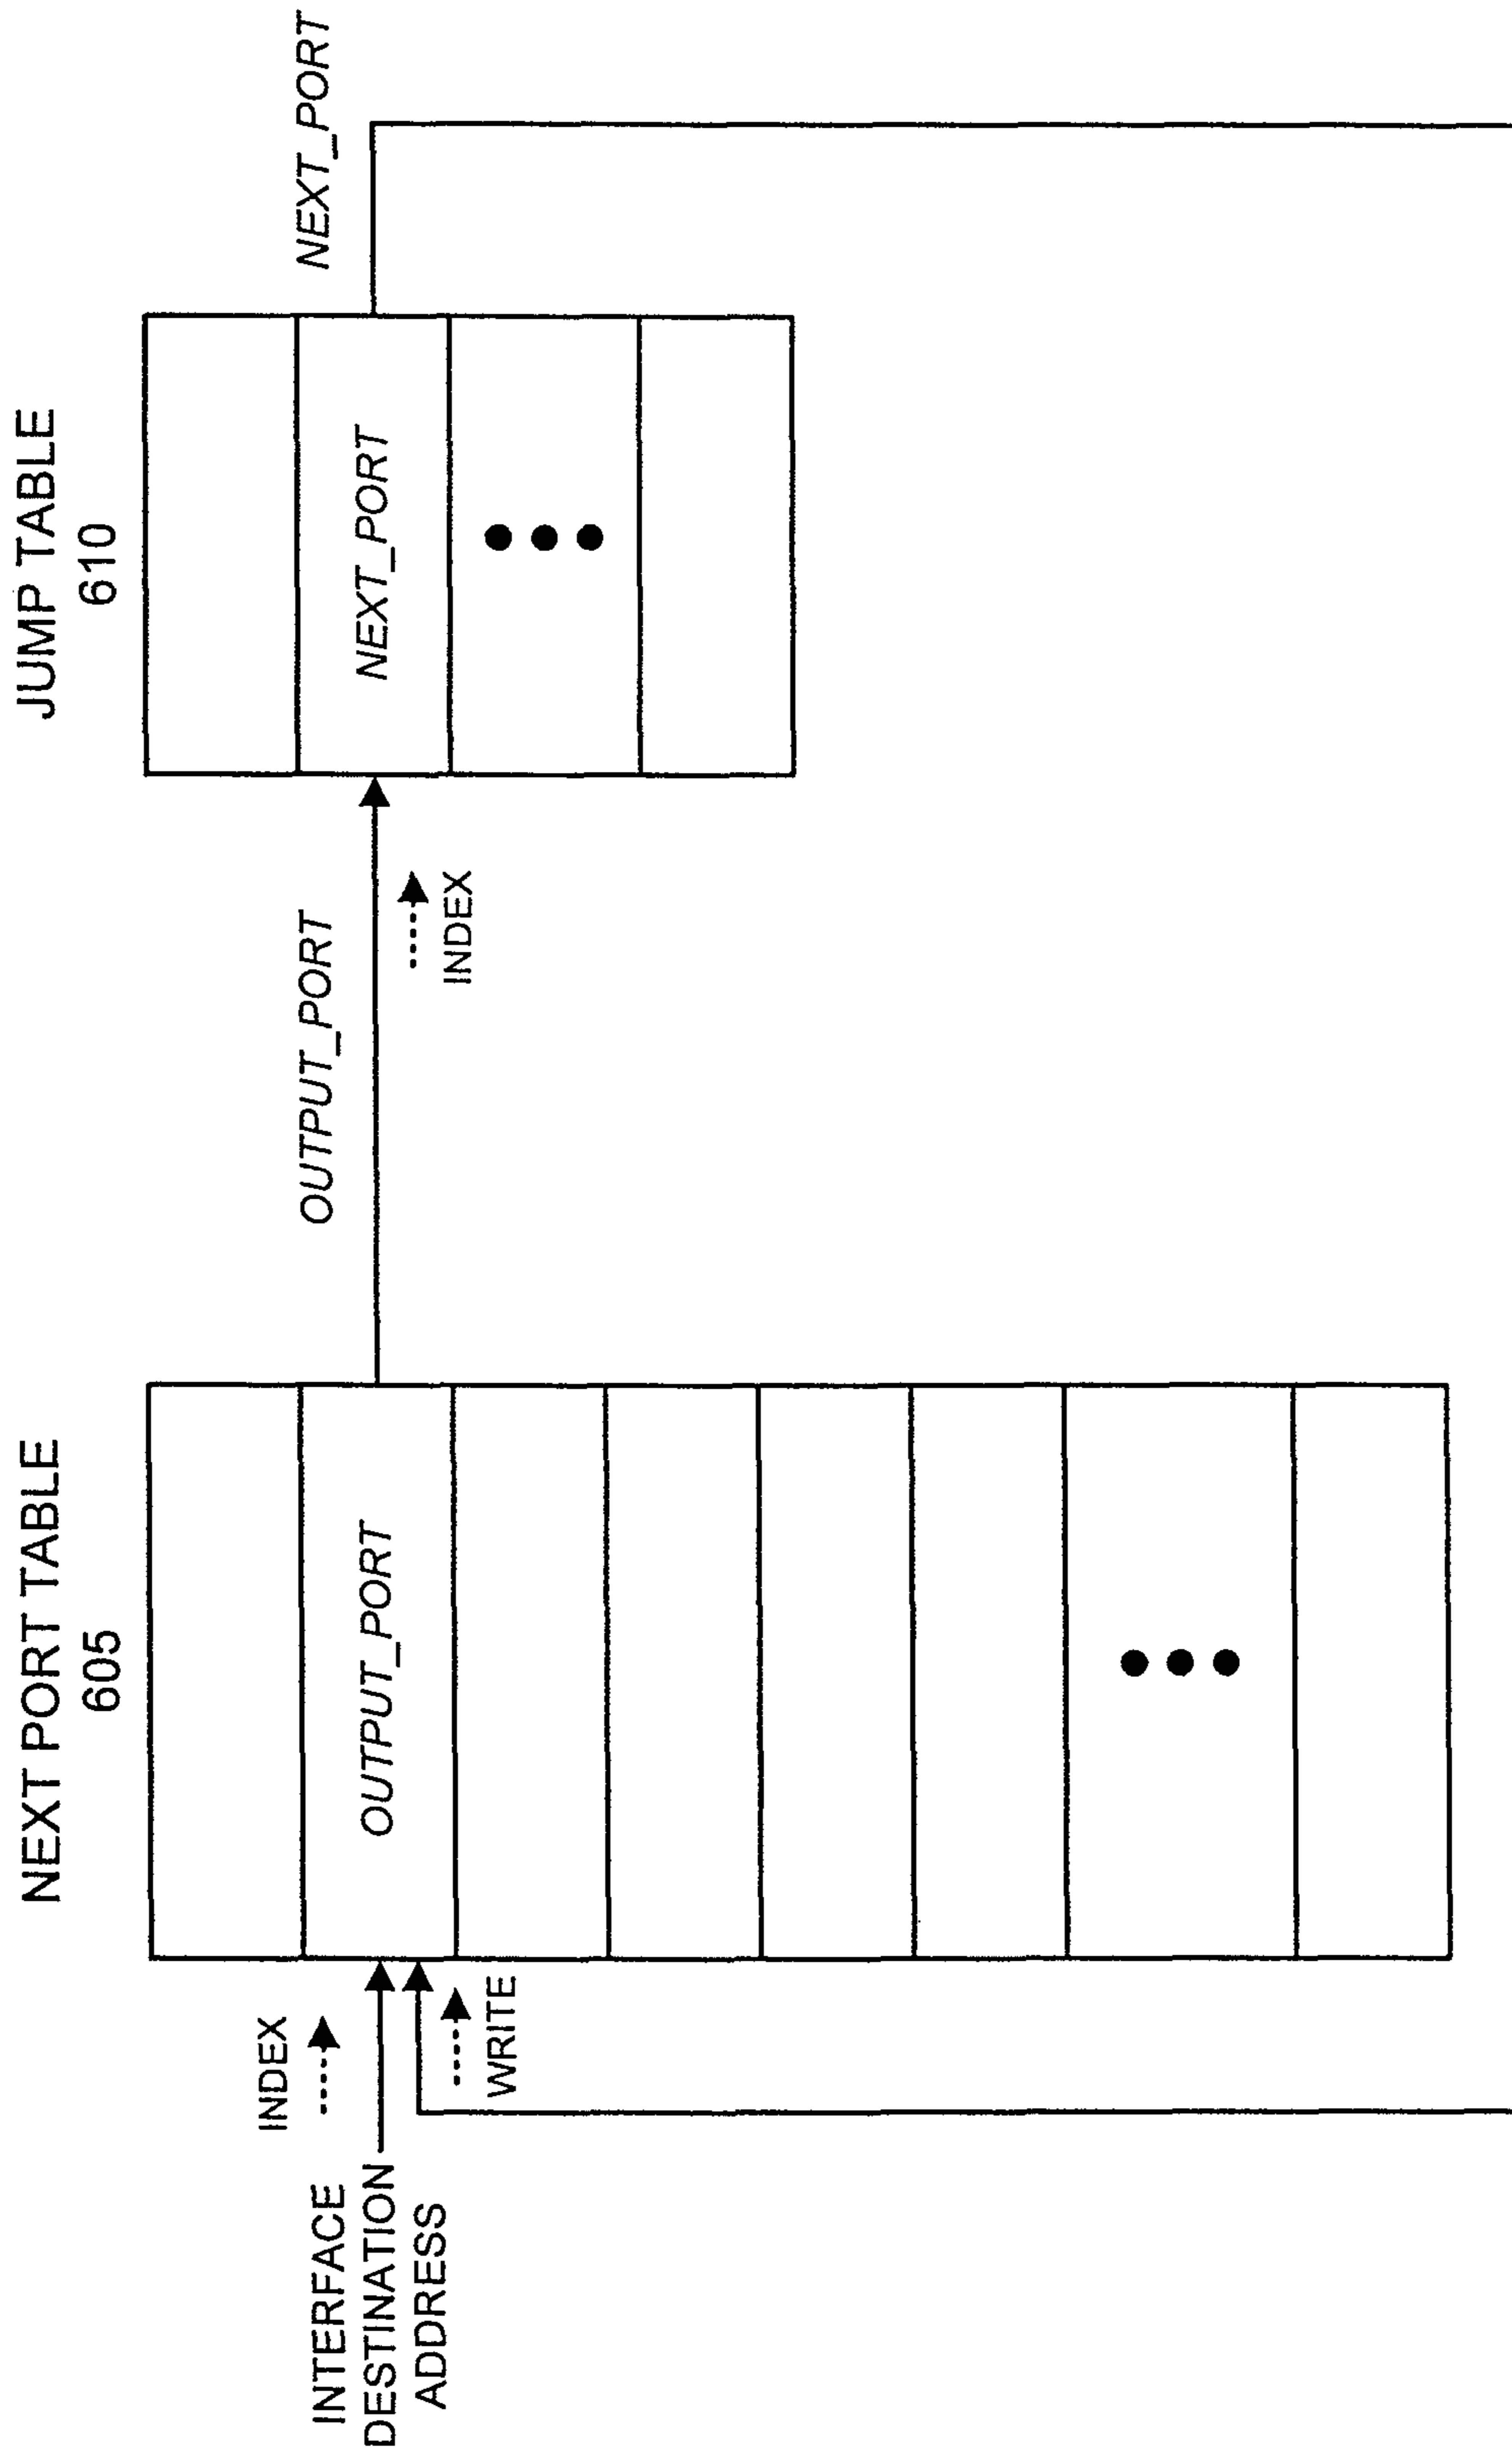 NEXT PORT TABLE
605
JUMP TABLE
610
INTERFACE
DESTINATION
ADDRESS
INDEX
WRITE
OUTPUT_PORT
OUTPUT_PORT
INDEX
NEXT_PORT
NEXT_PORT